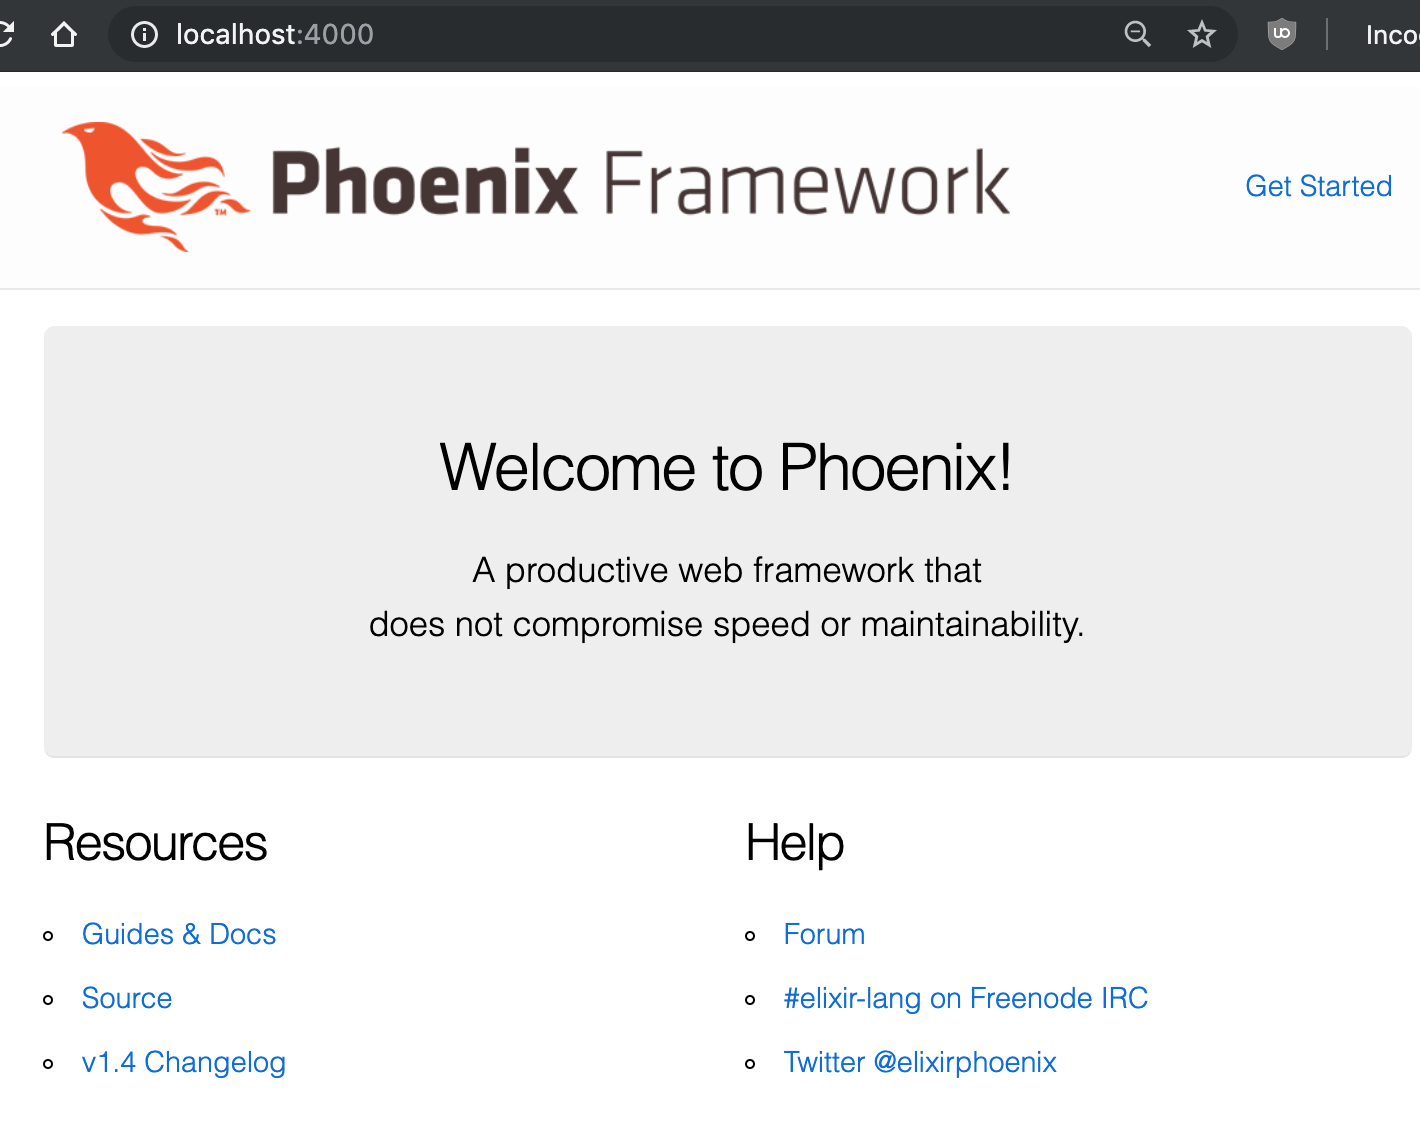 localhost:4000
Inco
Phoenix Framework
TM
Get Started
Welcome to Phoenix!
A productive web framework that
does not compromise speed or maintainability.
Resources
Help
Guides & Docs
Forum
Source
#elixir-lang on Freenode IRC
v1.4 Changelog
Twitter @elixirphoenix